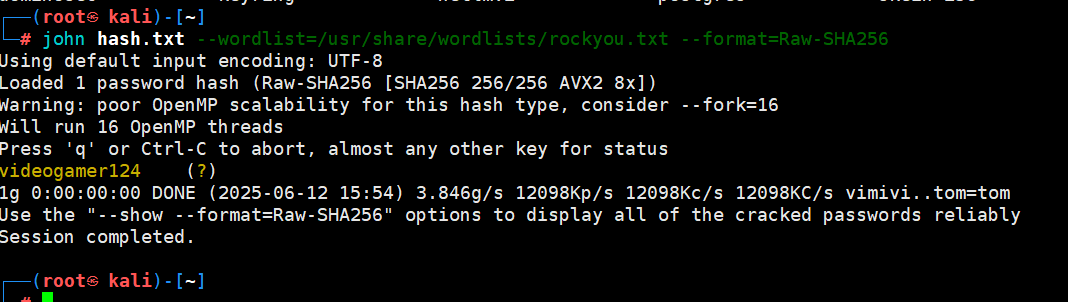 ┌──(root㉿ kali)-[~]
└─# john hash.txt --wordlist=/usr/share/wordlists/rockyou.txt --format=Raw-SHA256
Using default input encoding: UTF-8
Loaded 1 password hash (Raw-SHA256 [SHA256 256/256 AVX2 8x])
Warning: poor OpenMP scalability for this hash type, consider --fork=16
Will run 16 OpenMP threads
Press 'q' or Ctrl-C to abort, almost any other key for status
videogamer124    (?)
1g 0:00:00:00 DONE (2025-06-12 15:54) 3.846g/s 12098Kp/s 12098Kc/s 12098KC/s vimivi..tom=tom
Use the "--show --format=Raw-SHA256" options to display all of the cracked passwords reliably
Session completed.
┌──(root㉿ kali)-[~]
└─#